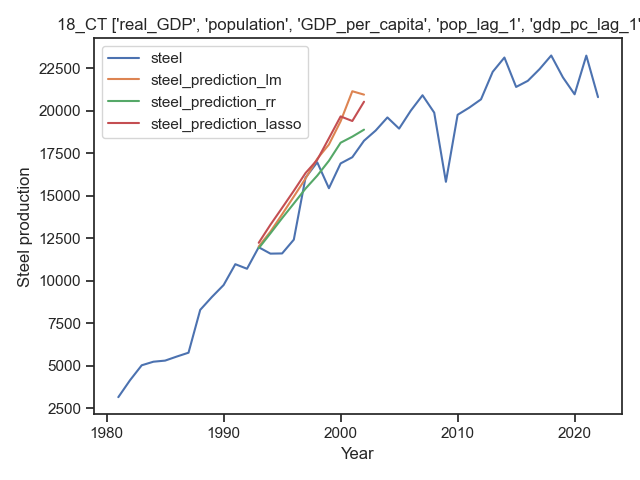 18_CT ['real_GDP', 'population', 'GDP_per_capita', 'pop_lag_1', 'gdp_pc_lag_1'
steel
steel_prediction_lm
steel_prediction_rr
steel_prediction_lasso
Steel production
22500
20000
17500
15000
12500
10000
7500
5000
2500
1980
1990
2000
2010
2020
Year